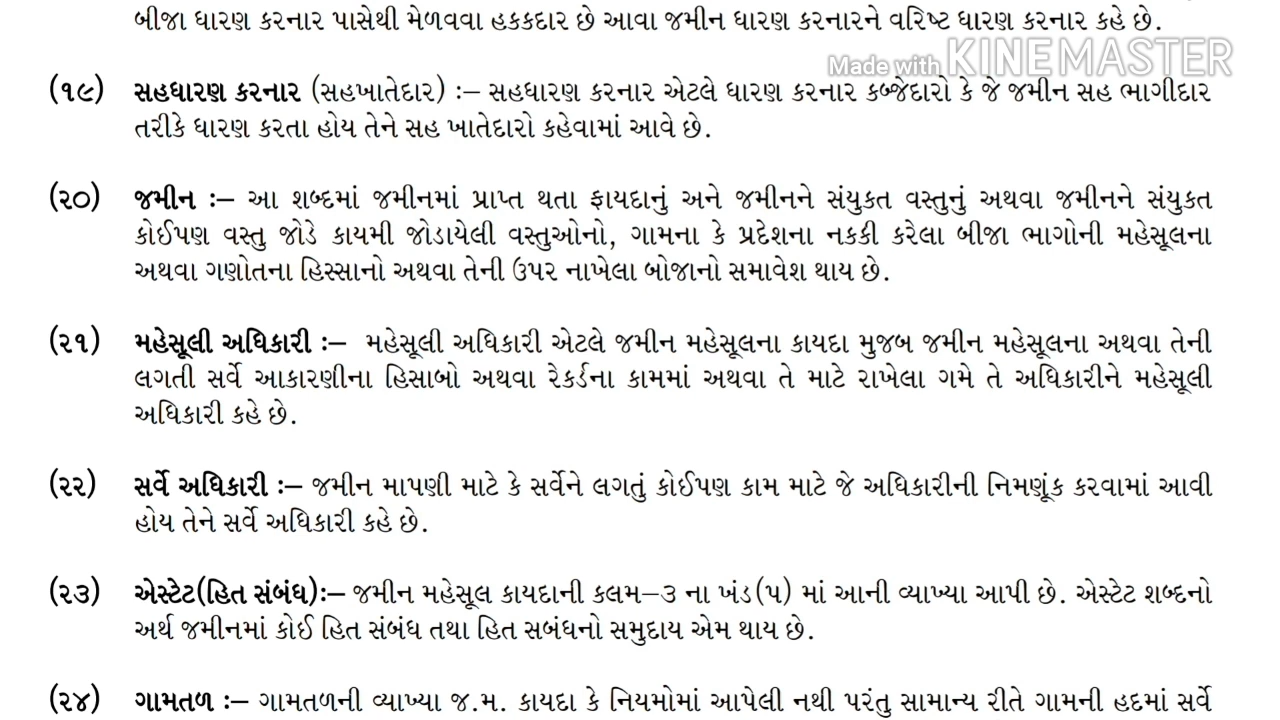 બીજા ધારણ કરનાર પાસેથી મેળવવા હકકદાર છે આવા જમીન ધારણ કરનારને વરિષ્ટ ધારણ કરનાર કહે છે.
Made with KINEMASTER
(૧૯) સહધારણ કરનાર (સહખાતેદાર) :– સહધારણ કરનાર એટલે ધારણ કરનાર કબ્જેદારો કે જે જમીન સહ ભાગીદાર
તરીકે ધારણ કરતા હોય તેને સહ ખાતેદારો કહેવામાં આવે છે.
(૨૦) જમીન :– આ શબ્દમાં જમીનમાં પ્રાપ્ત થતા ફાયદાનું અને જમીનને સંયુકત વસ્તુનું અથવા જમીનને સંયુકત
કોઈપણ વસ્તુ જોડે કાયમી જોડાયેલી વસ્તુઓનો, ગામના કે પ્રદેશના નકકી કરેલા બીજા ભાગોની મહેસૂલના
અથવા ગણોતના હિસ્સાનો અથવા તેની ઉપર નાખેલા બોજાનો સમાવેશ થાય છે.
(૨૧) મહેસૂલી અધિકારી :– મહેસૂલી અધિકારી એટલે જમીન મહેસૂલના કાયદા મુજબ જમીન મહેસૂલના અથવા તેની
લગતી સર્વે આકારણીના હિસાબો અથવા રેકર્ડના કામમાં અથવા તે માટે રાખેલા ગમે તે અધિકારીને મહેસૂલી
અધિકારી કહે છે.
(૨૨) સર્વે અધિકારી :– જમીન માપણી માટે કે સર્વેને લગતું કોઈપણ કામ માટે જે અધિકારીની નિમણૂંક કરવામાં આવી
હોય તેને સર્વે અધિકારી કહે છે.
(૨૩) એસ્ટેટ(હિત સંબંધ):– જમીન મહેસૂલ કાયદાની કલમ–૩ ના ખંડ(૫) માં આની વ્યાખ્યા આપી છે. એસ્ટેટ શબ્દનો
અર્થ જમીનમાં કોઈ હિત સંબંધ તથા હિત સબંધનો સમુદાય એમ થાય છે.
(૨૪) ગામતળ :– ગામતળની વ્યાખ્યા જ.મ. કાયદા કે નિયમોમાં આપેલી નથી પરંતુ સામાન્ય રીતે ગામની હદમાં સર્વે